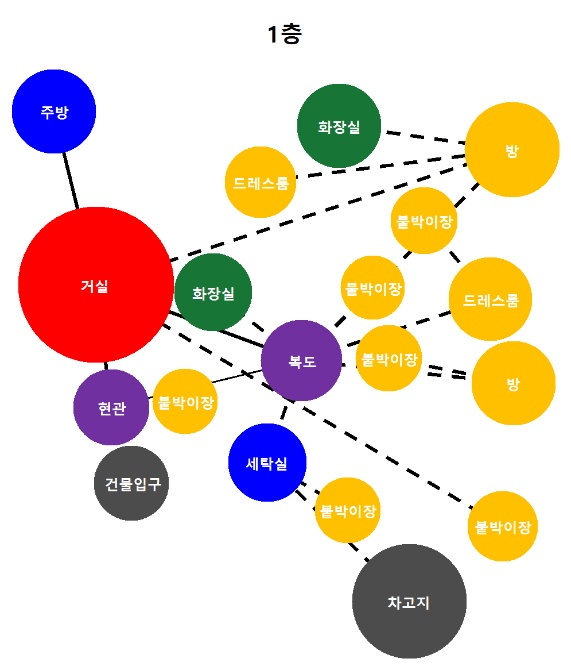 1층
주방
화장실
방
드레스룸
붙박이장
거실
화장실
붙박이장
드레스룸
복도
붙박이장
방
현관
붙박이장
세탁실
건물입구
붙박이장
붙박이장
차고지